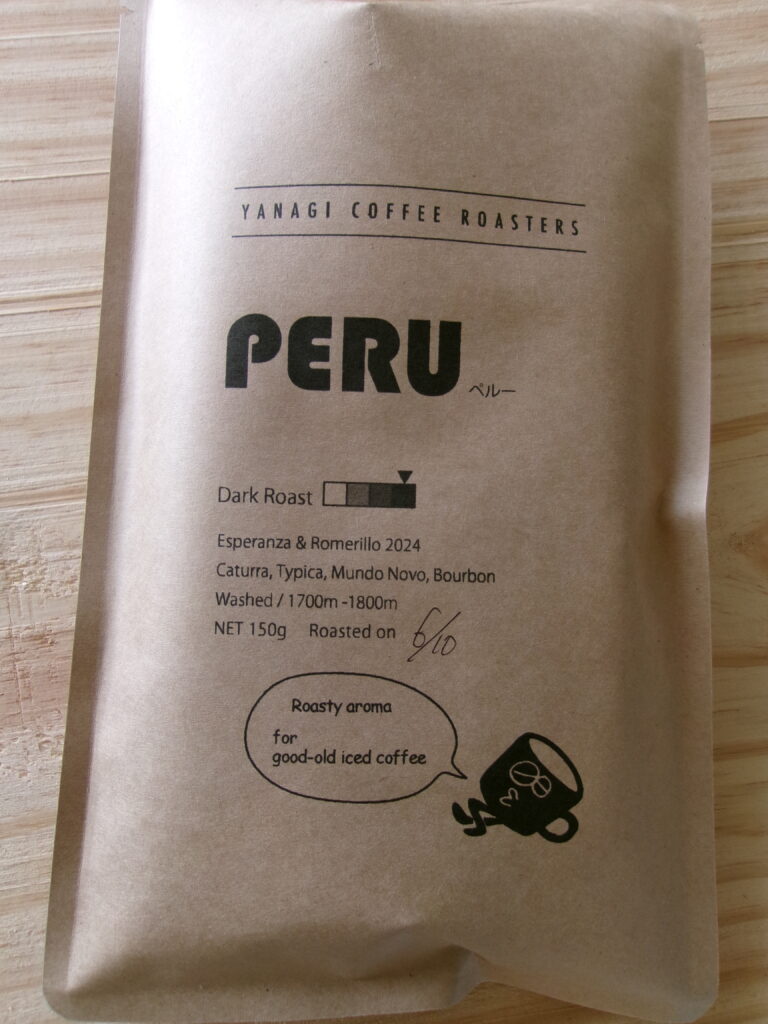 YANAGI COFFEE ROASTERS
PERU ペルー
Dark Roast
Esperanza & Romerillo 2024
Caturra, Typica, Mundo Novo, Bourbon
Washed / 1700m -1800m
NET 150g Roasted on 6/10
Roasty aroma
for
good-old iced coffee